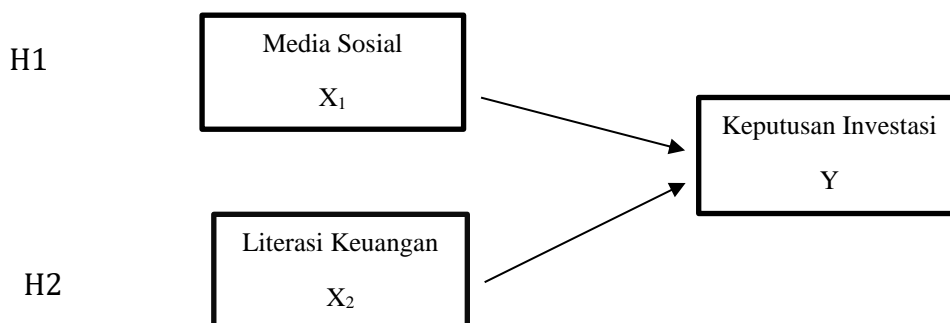 H1
Media Sosial
X₁
Keputusan Investasi
Y
Literasi Keuangan
X₂
H2